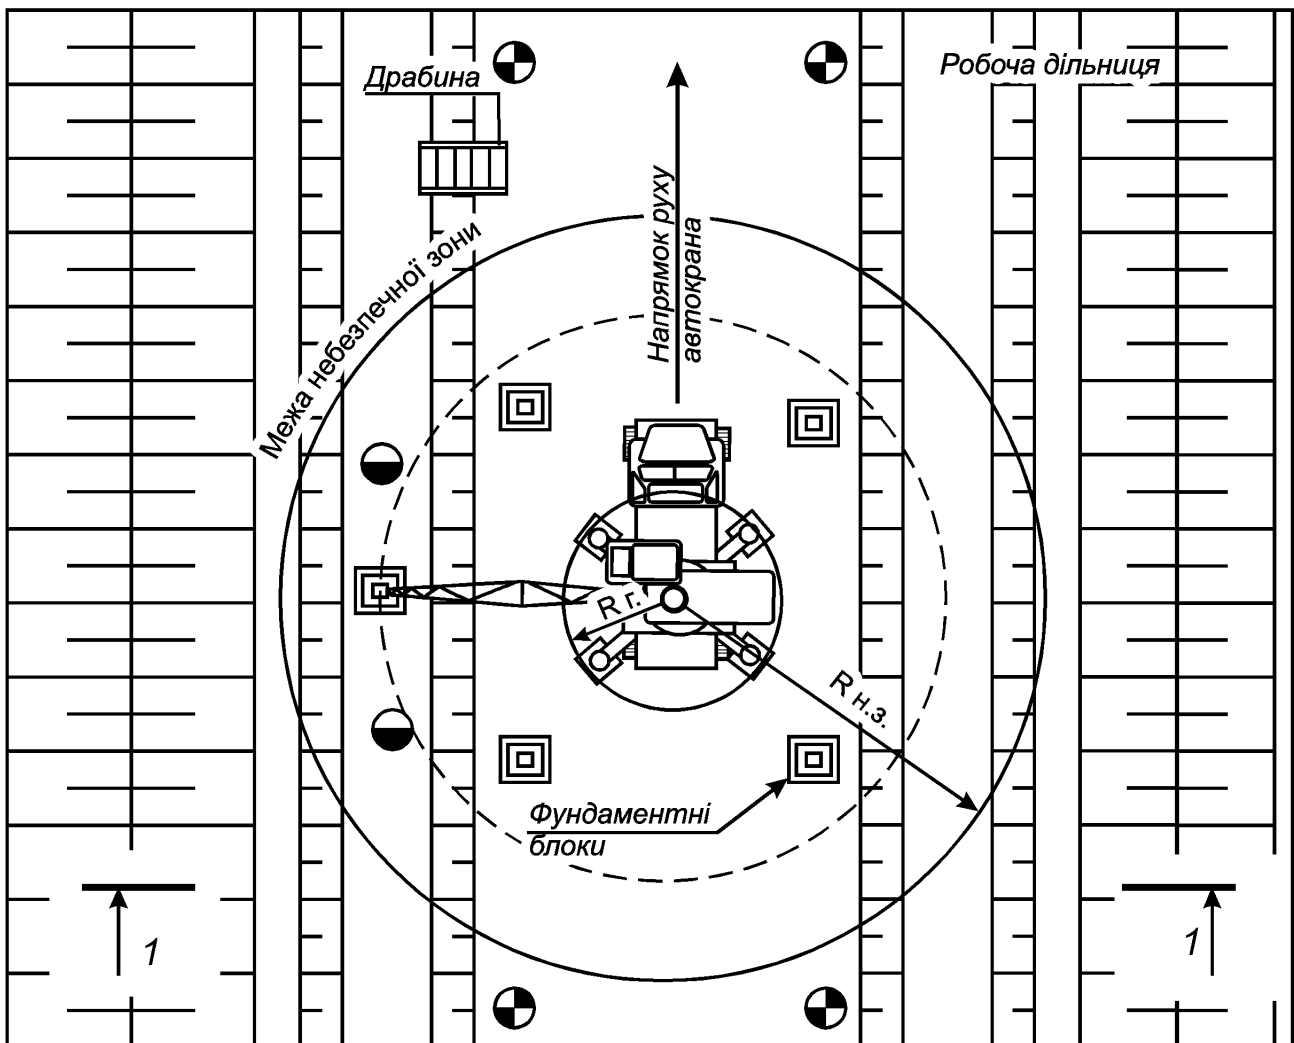 Драбина
Робоча дільниця
Межа небезпечної зони
Напрямок руху
автокрана
R г.
R н.з.
Фундаментні
блоки
1
1